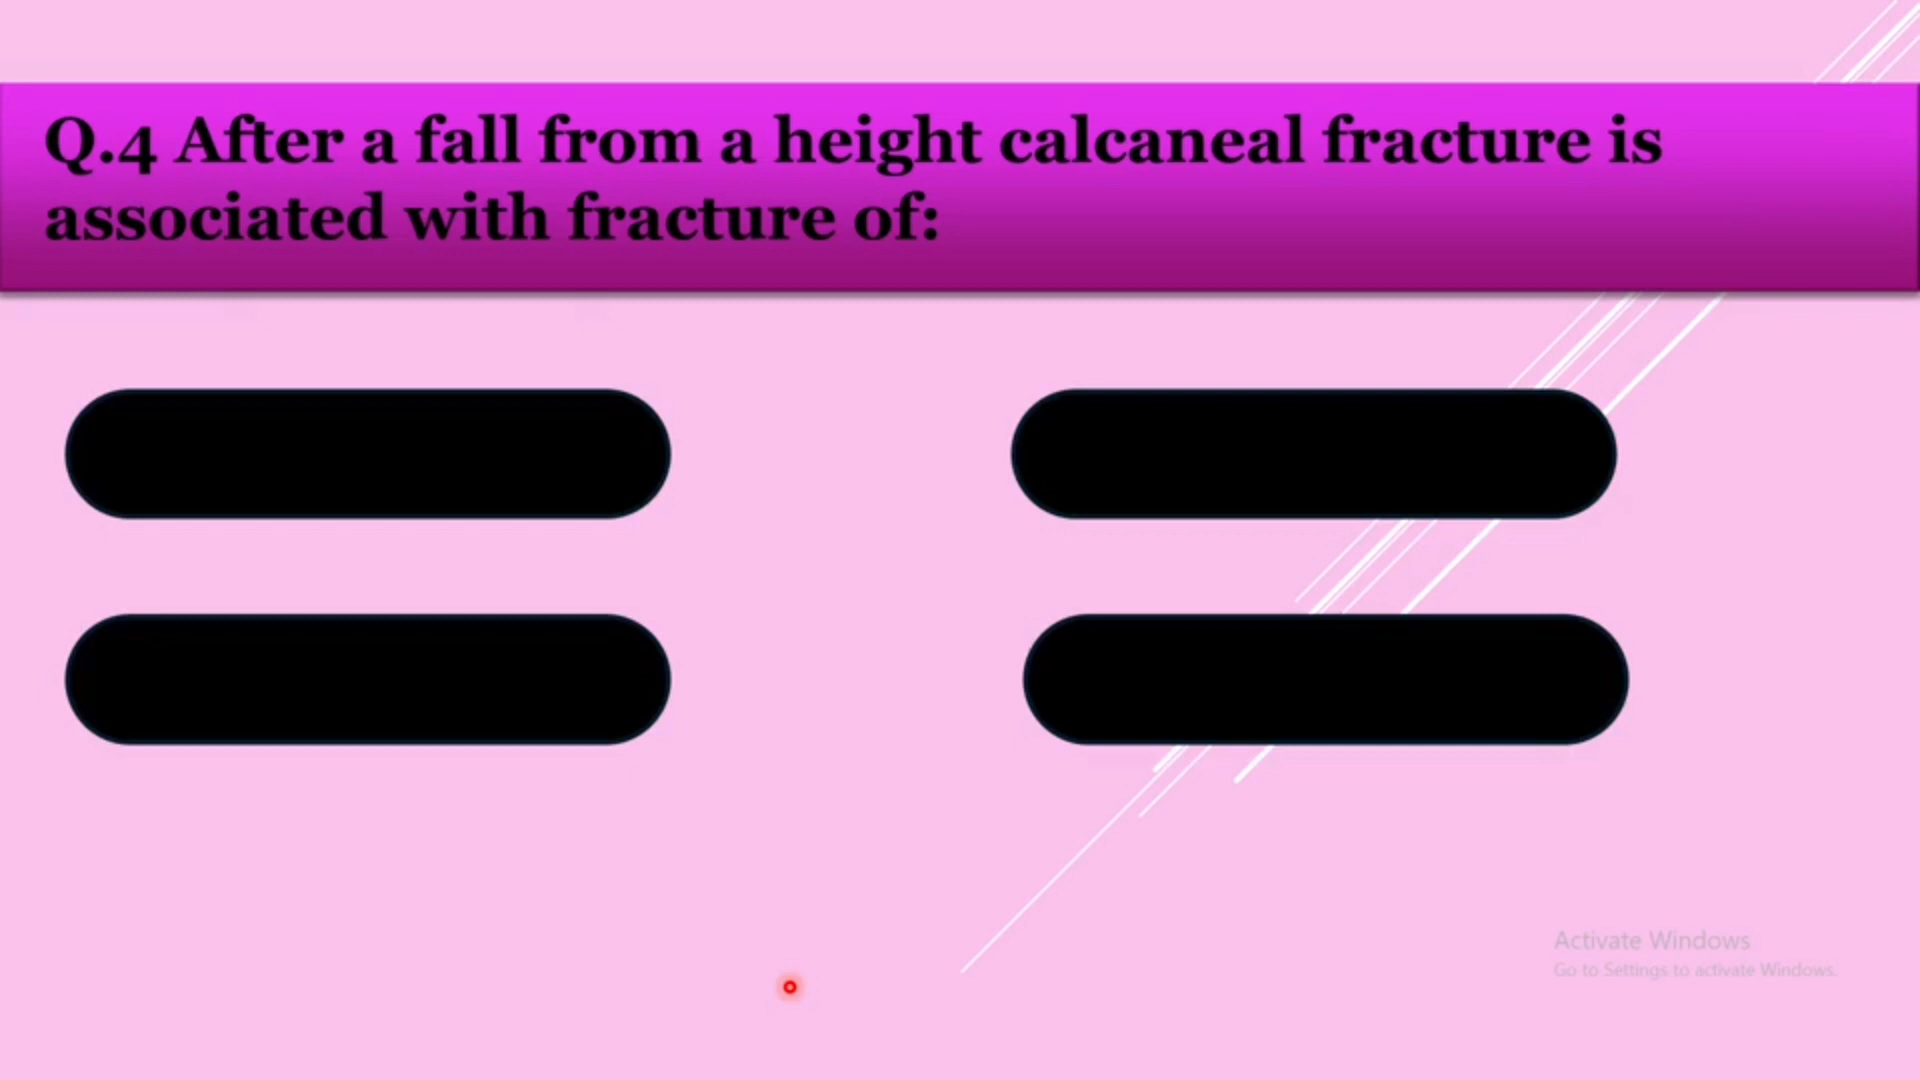 Q.4 After a fall from a height calcaneal fracture is
associated with fracture of:
Activate Windows
Go to Settings to activate Windows.